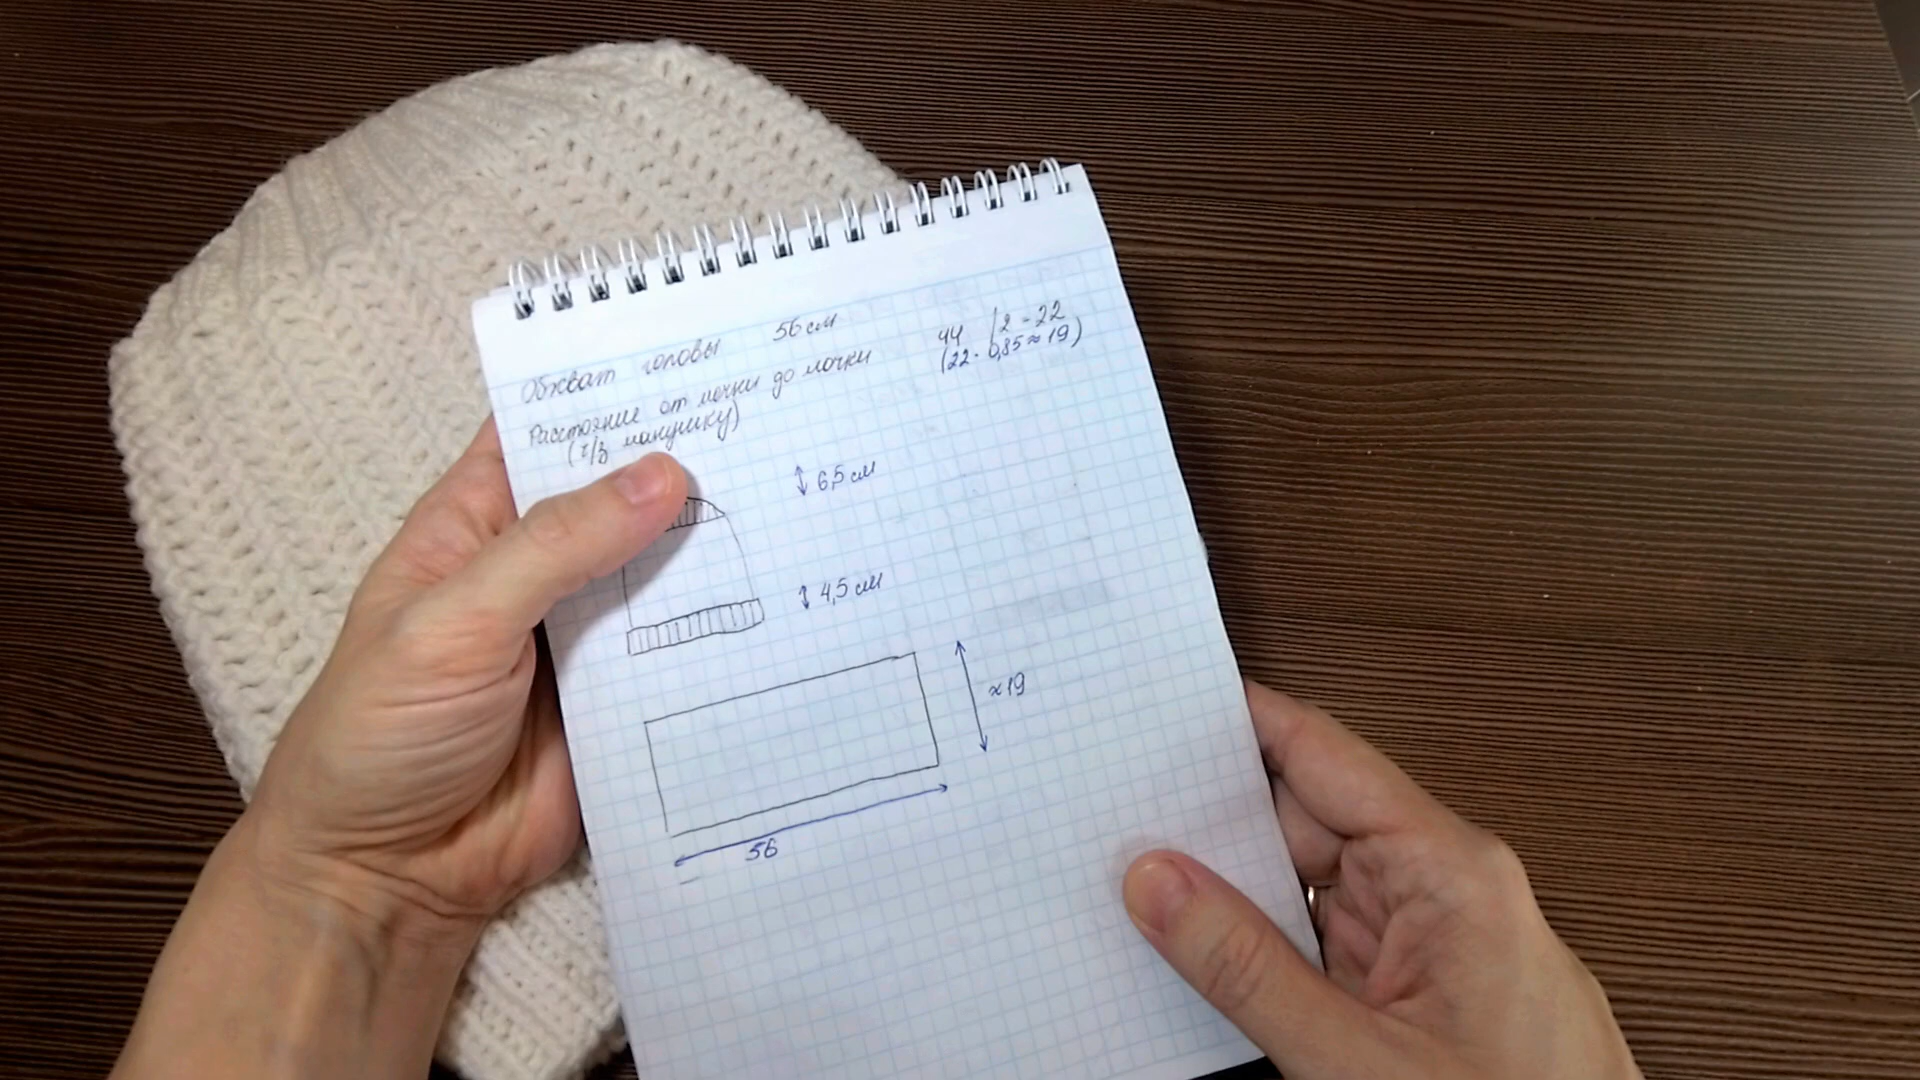 Обхват головы 56 см
Расстояние от мочки до мочки 44 /2 = 22
(ч/з макушку) (22 · 0,85 ≈ 19)
6,5 см
4,5 см
≈ 19
56